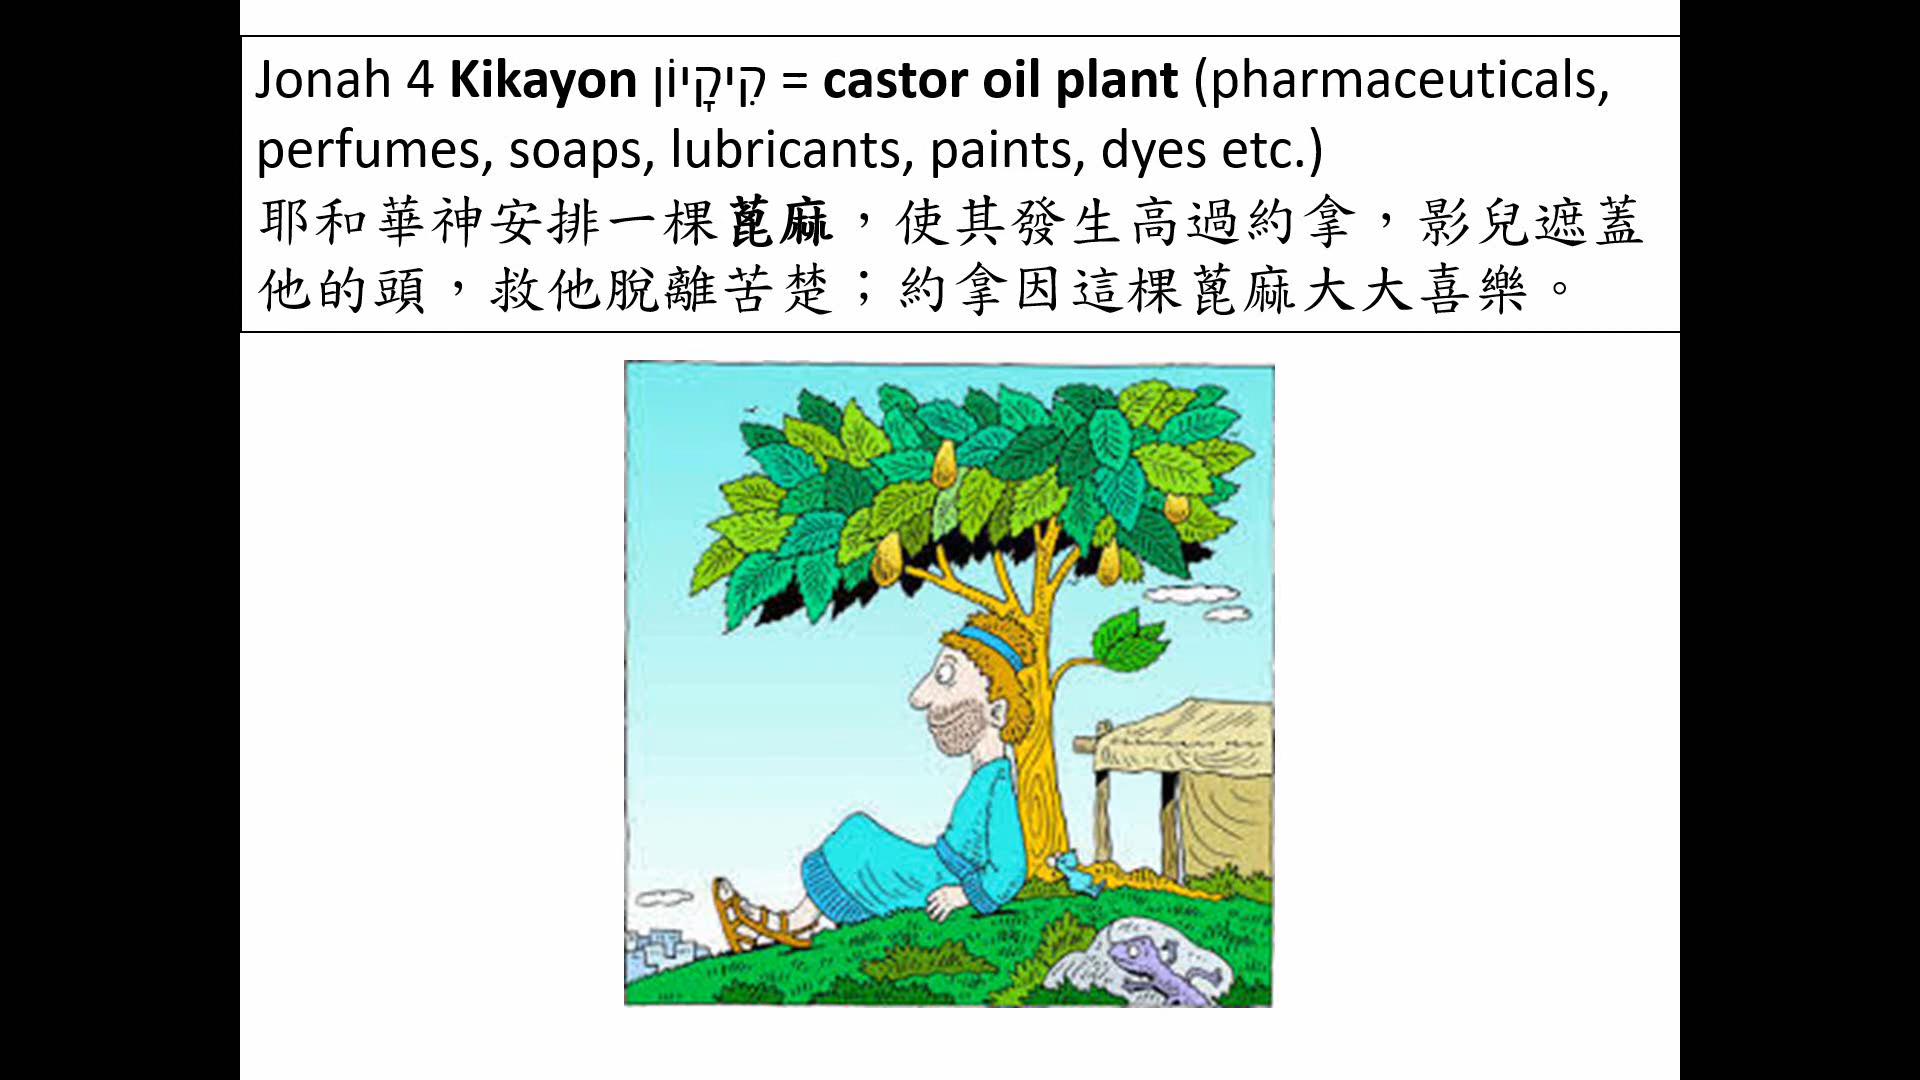 Jonah 4 Kikayon קִיקָיוֹן = castor oil plant (pharmaceuticals,
perfumes, soaps, lubricants, paints, dyes etc.)
耶和華神安排一棵蓖麻，使其發生高過約拿，影兒遮蓋
他的頭，救他脫離苦楚；約拿因這棵蓖麻大大喜樂。